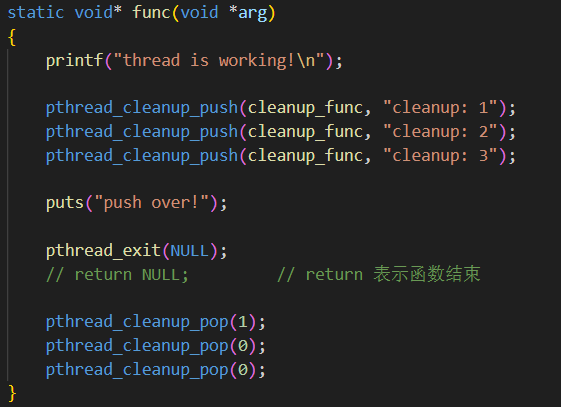 static void* func(void *arg)
{
    printf("thread is working!\n");

    pthread_cleanup_push(cleanup_func, "cleanup: 1");
    pthread_cleanup_push(cleanup_func, "cleanup: 2");
    pthread_cleanup_push(cleanup_func, "cleanup: 3");

    puts("push over!");

    pthread_exit(NULL);
    // return NULL;         // return 表示函数结束

    pthread_cleanup_pop(1);
    pthread_cleanup_pop(0);
    pthread_cleanup_pop(0);
}